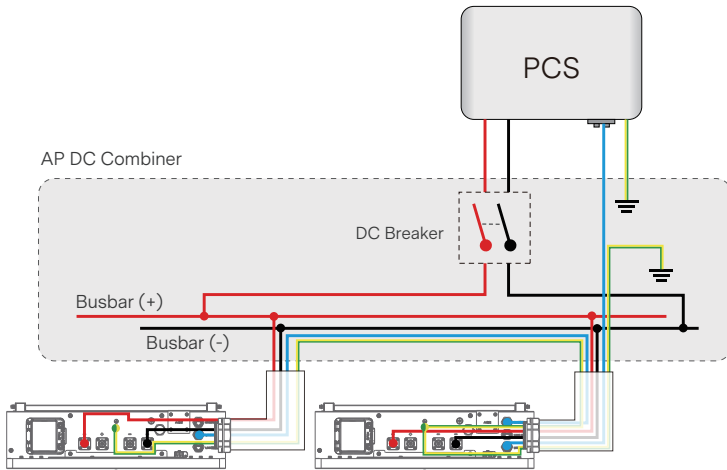 PCS
AP DC Combiner
DC Breaker
Busbar (+)
Busbar (-)